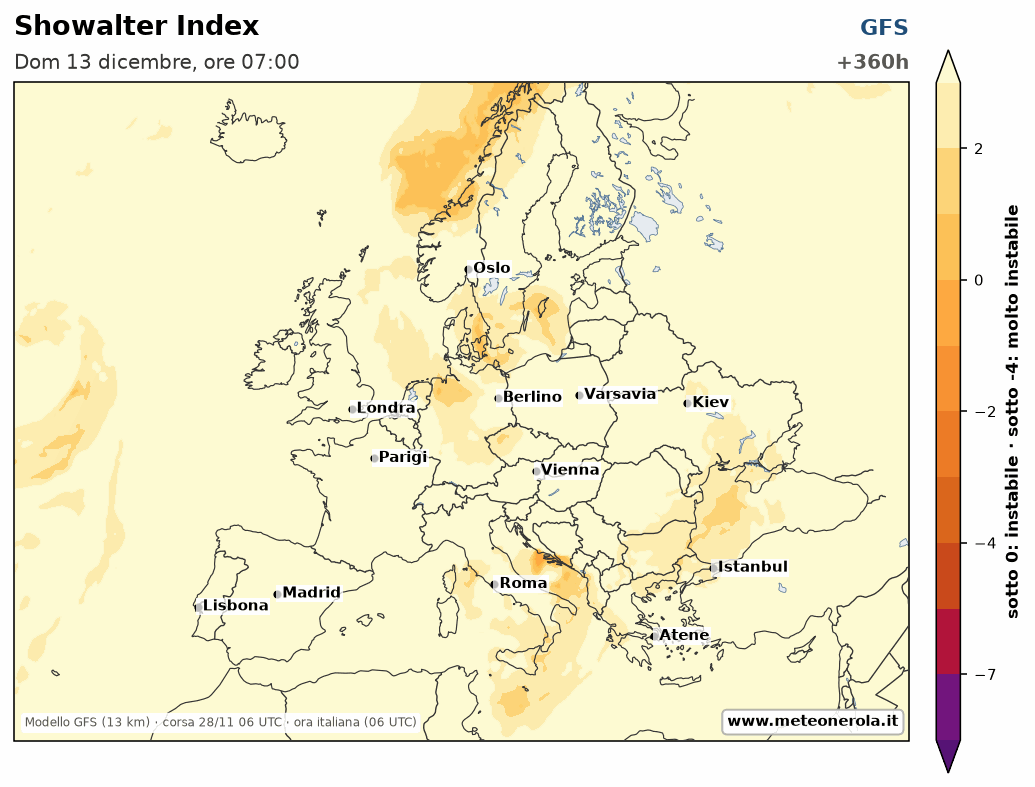 Showalter Index
GFS
Dom 13 dicembre, ore 07:00
+360h
2
0
−2
−4
−7
sotto 0: instabile · sotto -4: molto instabile
Oslo
Londra
Berlino
Varsavia
Kiev
Parigi
Vienna
Istanbul
Roma
Madrid
Lisbona
Atene
Modello GFS (13 km) · corsa 28/11 06 UTC · ora italiana (06 UTC)
www.meteonerola.it